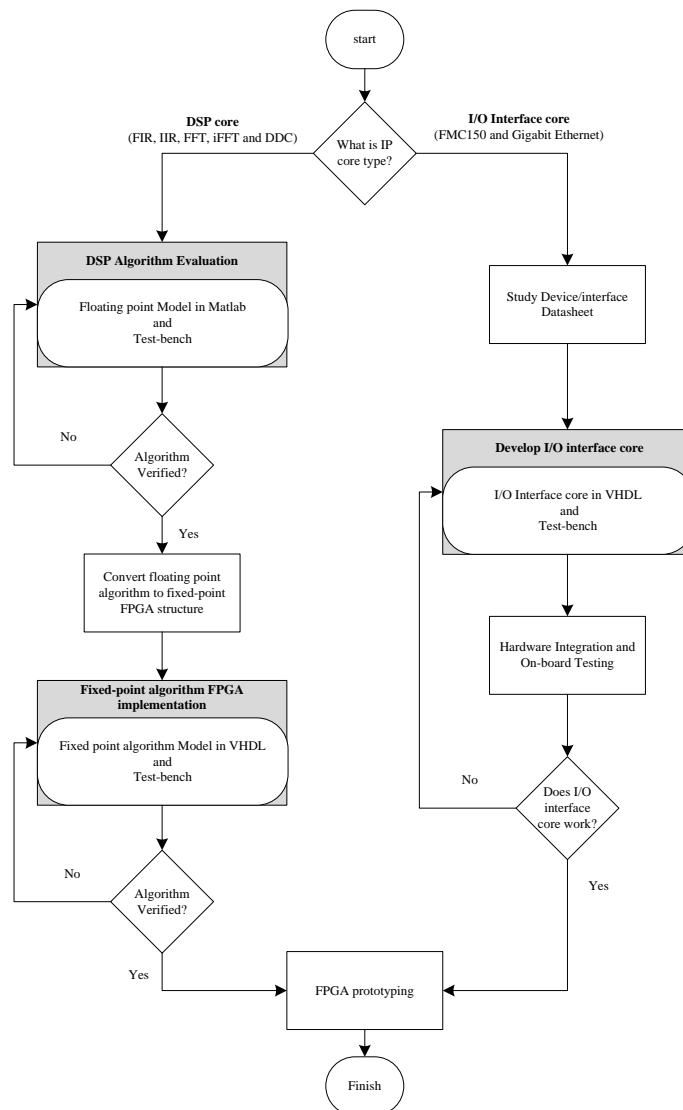 start
DSP core
(FIR, IIR, FFT, iFFT and DDC)
I/O Interface core
(FMC150 and Gigabit Ethernet)
What is IP
core type?
DSP Algorithm Evaluation
Floating point Model in Matlab
and
Test-bench
No
Algorithm
Verified?
Yes
Convert floating point
algorithm to fixed-point
FPGA structure
Fixed-point algorithm FPGA
implementation
Fixed point algorithm Model in VHDL
and
Test-bench
No
Algorithm
Verified?
Yes
Study Device/interface
Datasheet
Develop I/O interface core
I/O Interface core in VHDL
and
Test-bench
Hardware Integration and
On-board Testing
No
Does I/O
interface
core work?
Yes
FPGA prototyping
Finish